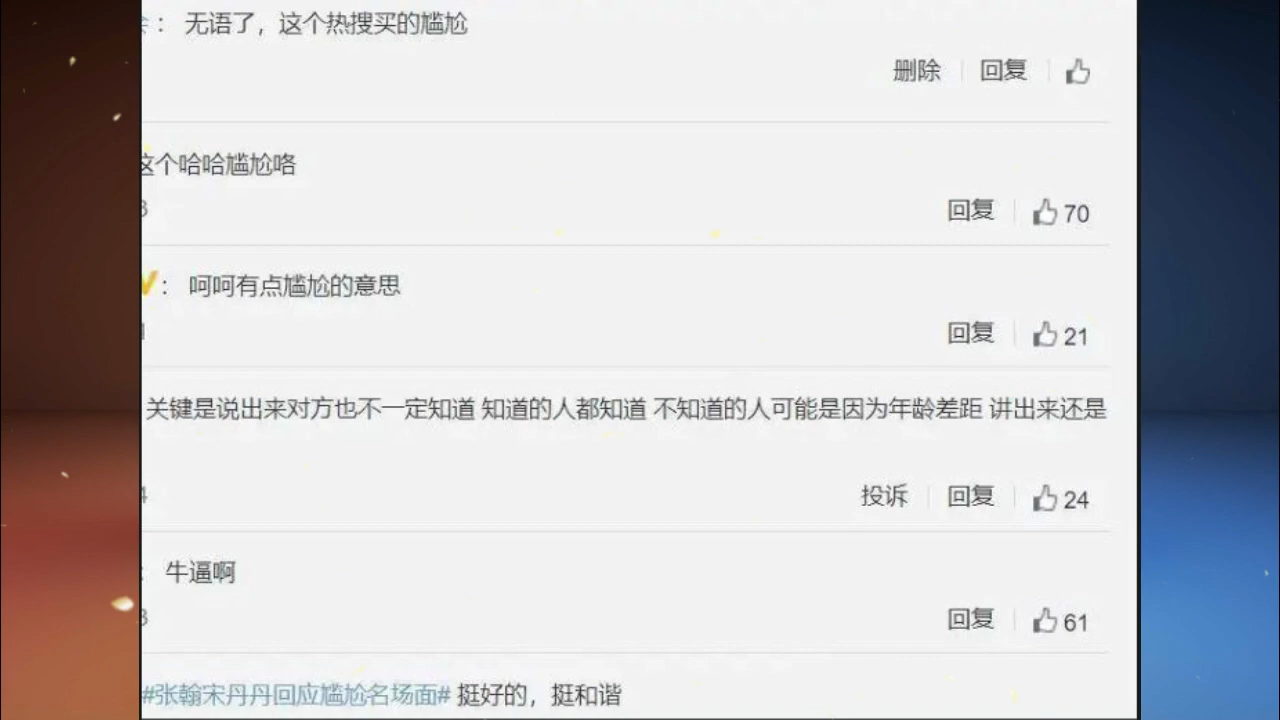 ： 无语了，这个热搜买的尴尬
删除 回复
这个哈哈尴尬咯
回复 70
： 呵呵有点尴尬的意思
回复 21
关键是说出来对方也不一定知道 知道的人都知道 不知道的人可能是因为年龄差距 讲出来还是
投诉 回复 24
： 牛逼啊
回复 61
#张翰宋丹丹回应尴尬名场面# 挺好的，挺和谐